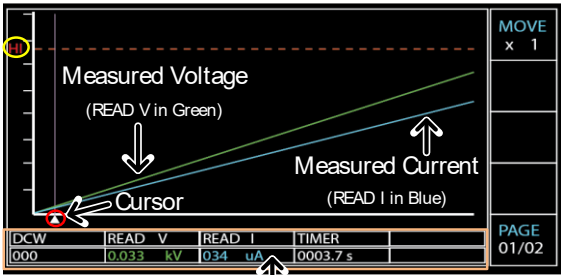 MOVE
x 1
HI
Measured Voltage
(READ V in Green)
Measured Current
(READ I in Blue)
Cursor
DCW READ V READ I TIMER
000 0.033 kV 034 uA 0003.7 s
PAGE
01/02